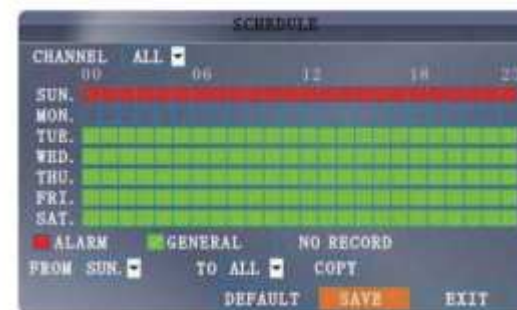 SCHEDULE
CHANNEL ALL
00 06 12 18 23
SUN.
MON.
TUE.
WED.
THU.
FRI.
SAT.
ALARM GENERAL NO RECORD
FROM SUN. TO ALL COPY
DEFAULT SAVE EXIT